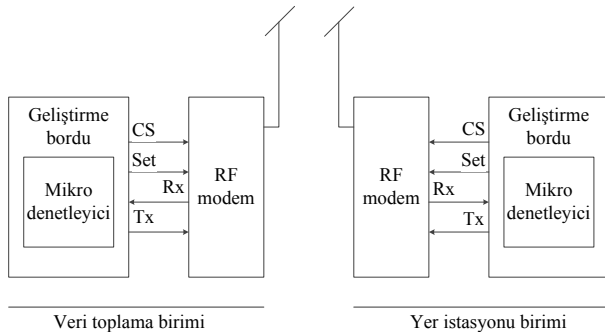 Geliştirme
bordu
Mikro
denetleyici
CS
Set
Rx
Tx
RF
modem
RF
modem
CS
Set
Rx
Tx
Geliştirme
bordu
Mikro
denetleyici
Veri toplama birimi
Yer istasyonu birimi